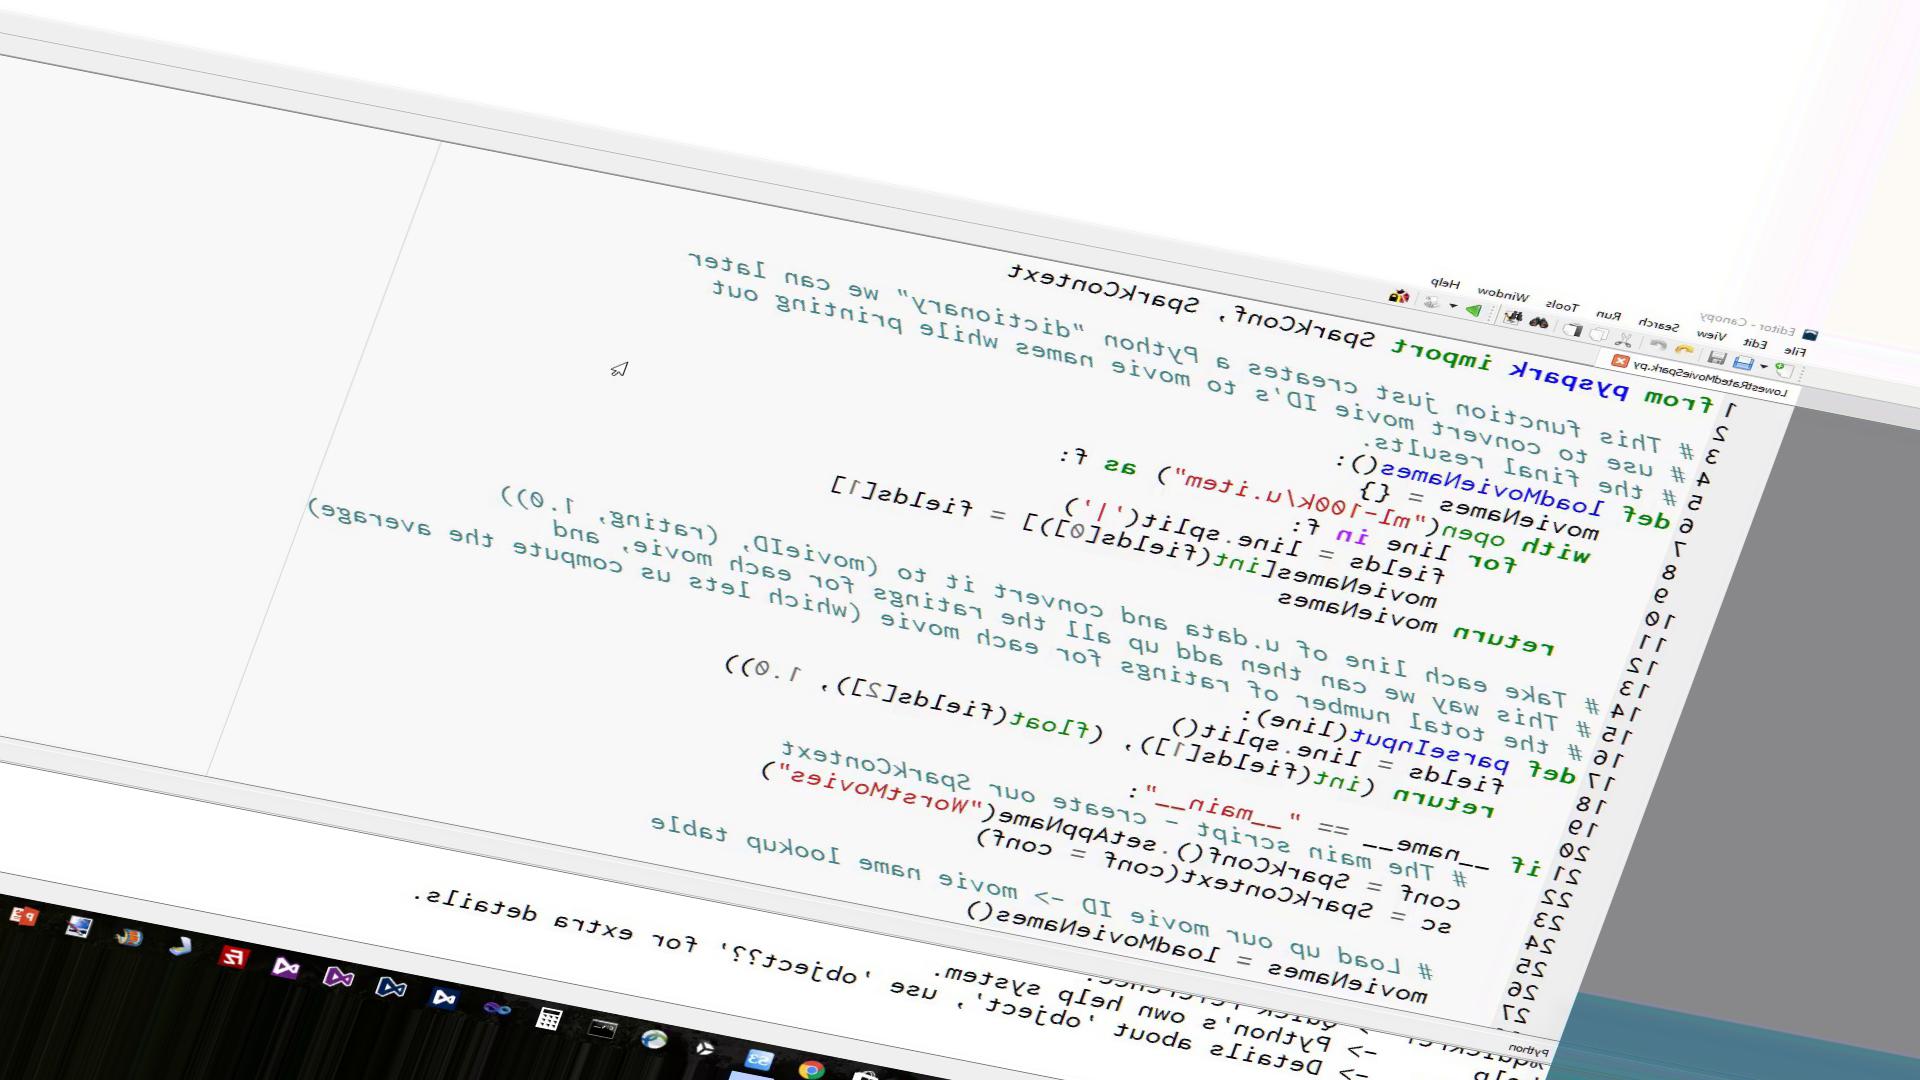 Editor - Canopy
File Edit View Search Run Tools Window Help
LowestRatedMovieSpark.py
1 from pyspark import SparkConf, SparkContext
2
3 # This function just creates a Python "dictionary" we can later
4 # use to convert movie ID's to movie names while printing out
5 # the final results.
6 def loadMovieNames():
7 movieNames = {}
8 with open("ml-100k/u.item") as f:
9 for line in f:
10 fields = line.split('|')
11 movieNames[int(fields[0])] = fields[1]
12 return movieNames
13
14 # Take each line of u.data and convert it to (movieID, (rating, 1.0))
15 # This way we can then add up all the ratings for each movie, and
16 # the total number of ratings for each movie (which lets us compute the average)
17 def parseInput(line):
18 fields = line.split()
19 return (int(fields[1]), (float(fields[2]), 1.0))
20
21 if __name__ == "__main__":
22 # The main script - create our SparkContext
23 conf = SparkConf().setAppName("WorstMovies")
24 sc = SparkContext(conf = conf)
25
26 # Load up our movie ID -> movie name lookup table
27 movieNames = loadMovieNames()
Python
-> Quick reference.
help -> Python's own help system.
-> Details about 'object', use 'object??' for extra details.